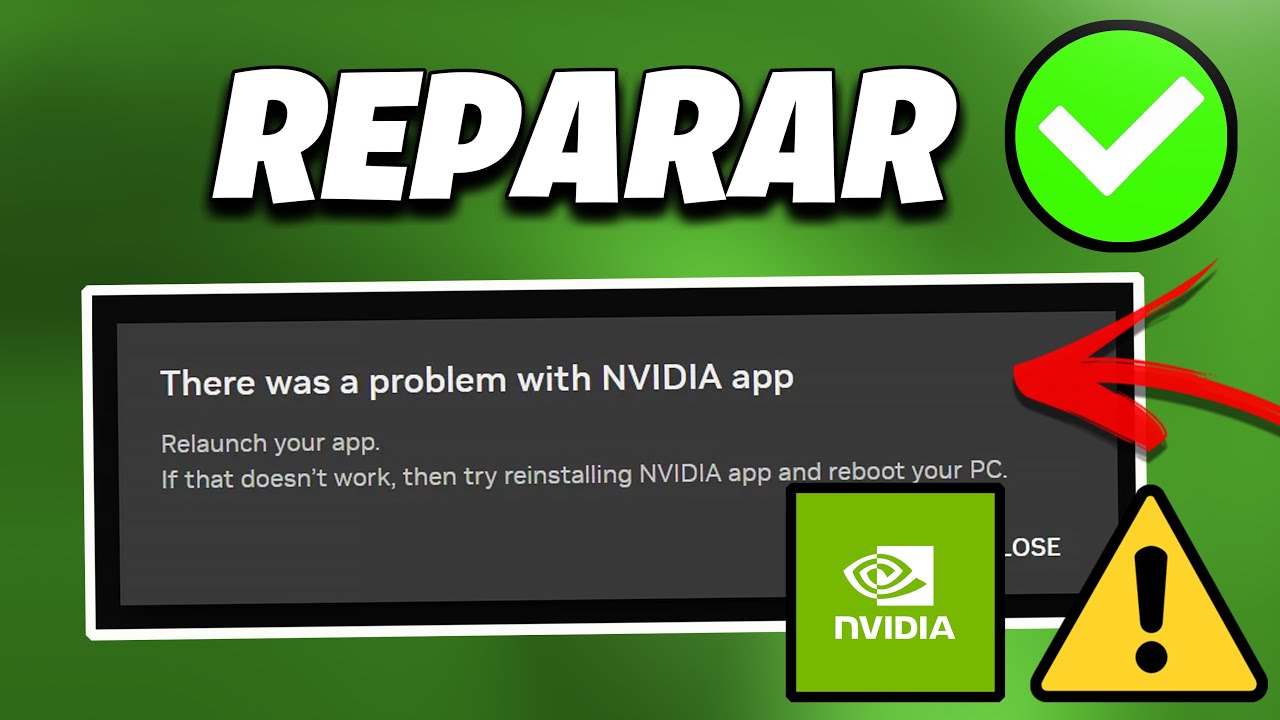 REPARAR
There was a problem with NVIDIA app
Relaunch your app.
If that doesn't work, then try reinstalling NVIDIA app and reboot your PC.
LOSE
NVIDIA
!